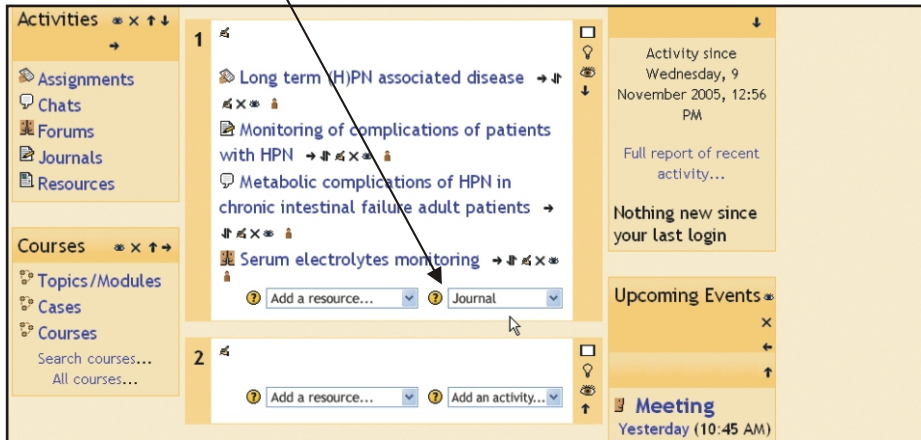 Activities
Assignments
Chats
Forums
Journals
Resources
Courses
Topics/Modules
Cases
Courses
Search courses...
All courses...
1
Long term (H)PN associated disease
Monitoring of complications of patients
with HPN
Metabolic complications of HPN in
chronic intestinal failure adult patients
Serum electrolytes monitoring
? Add a resource... ? Journal
2
? Add a resource... ? Add an activity...
Activity since
Wednesday, 9
November 2005, 12:56
PM
Full report of recent
activity...
Nothing new since
your last login
Upcoming Events
Meeting
Yesterday (10:45 AM)